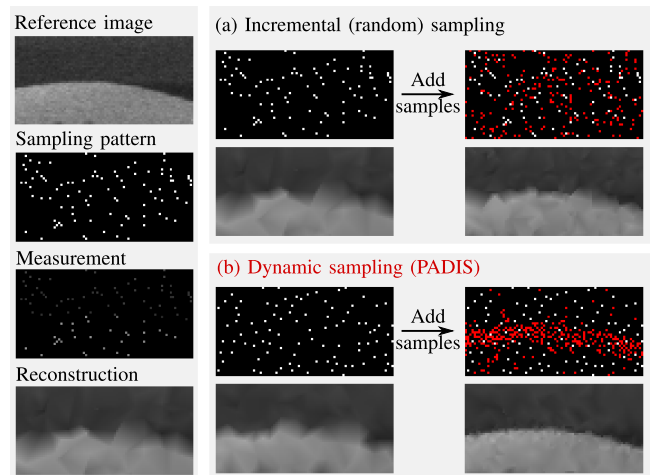 Reference image
Sampling pattern
Measurement
Reconstruction
(a) Incremental (random) sampling
Add
samples
(b) Dynamic sampling (PADIS)
Add
samples